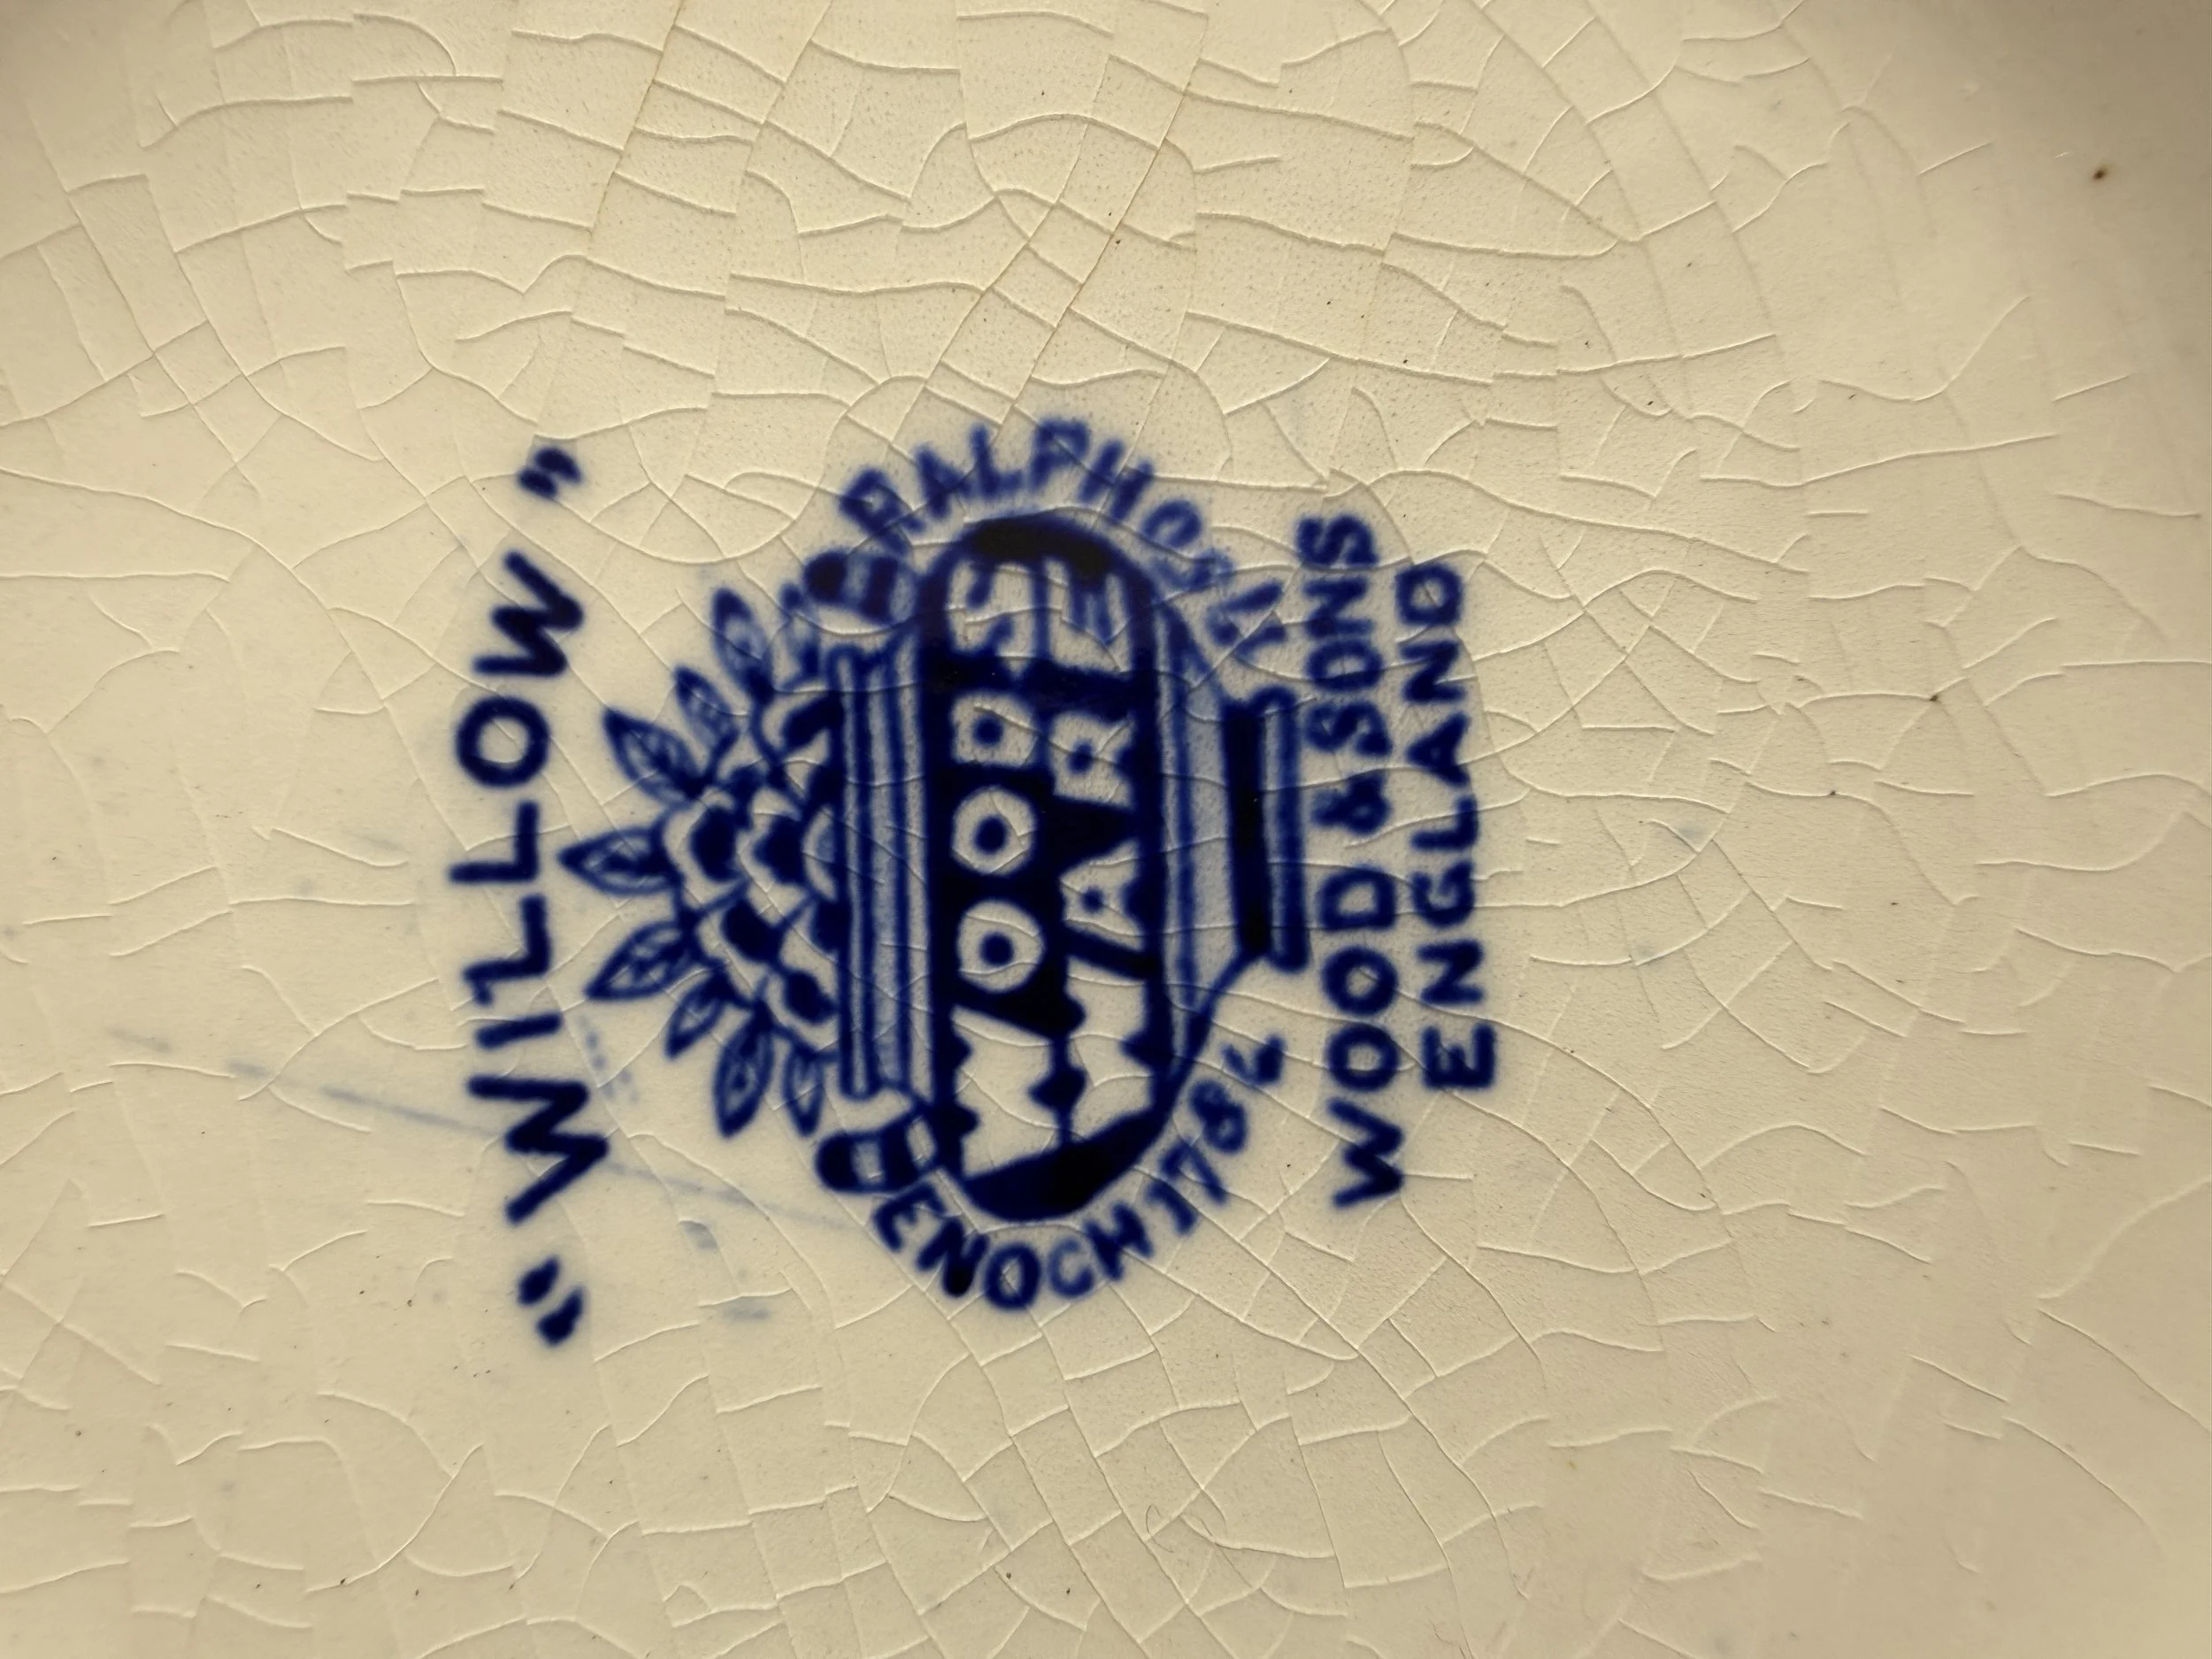 "WILLOW"
ENOCH 1784
RALPH
WOODS
WARE
WOOD & SONS
ENGLAND